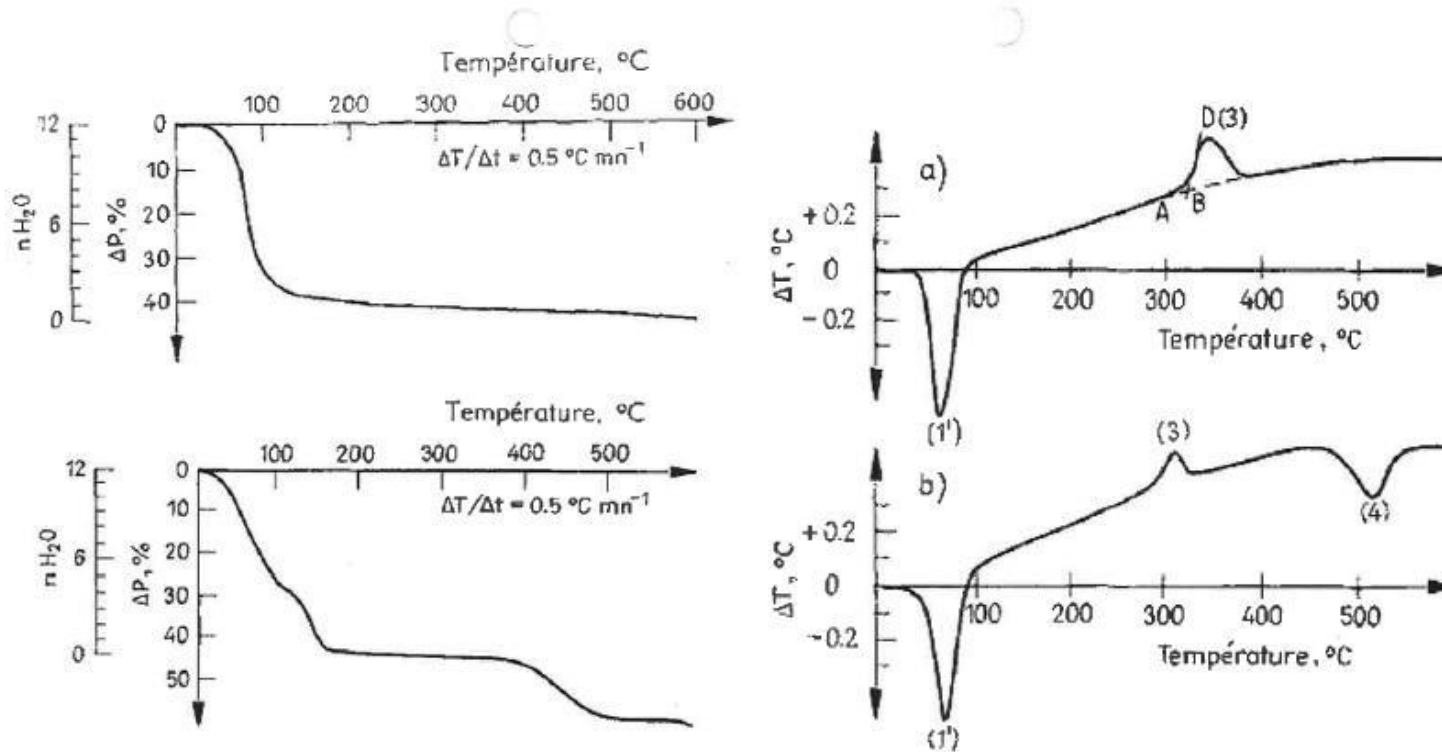 Température, °C
100 200 300 400 500 600
ΔT/Δt = 0.5 °C mn⁻¹
12
6
0
nH₂O
0
10
20
30
40
ΔP, %
Température, °C
100 200 300 400 500
ΔT/Δt = 0.5 °C mn⁻¹
12
6
0
nH₂O
0
10
20
30
40
50
ΔP, %
a)
D(3)
A
B
+0.2
0
-0.2
ΔT, °C
100 200 300 400 500
Température, °C
(1')
b)
(3)
(4)
+0.2
0
-0.2
ΔT, °C
100 200 300 400 500
Température, °C
(1')